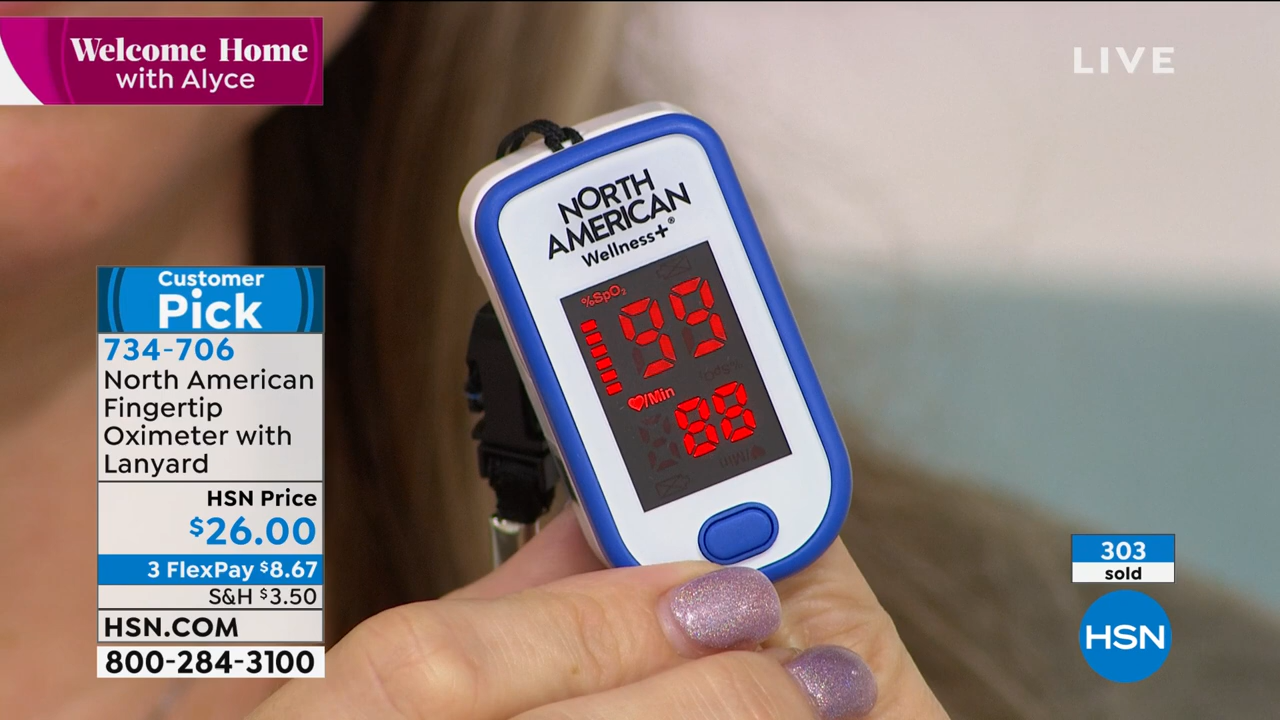 Welcome Home
with Alyce
LIVE
NORTH
AMERICAN
Wellness+®
%SpO₂
99
♡/Min
88
Customer
Pick
734-706
North American
Fingertip
Oximeter with
Lanyard
HSN Price
$26.00
3 FlexPay $8.67
S&H $3.50
HSN.COM
800-284-3100
303
sold
HSN